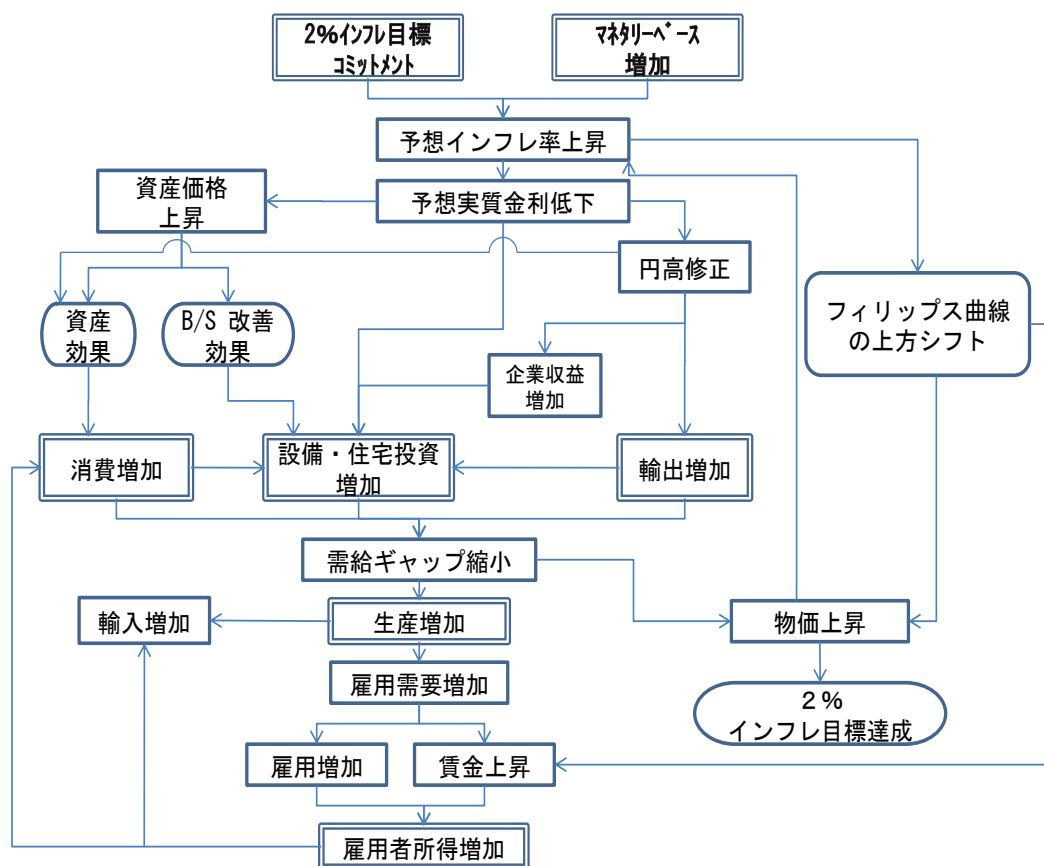 2%ｲﾝﾌﾚ目標
ｺﾐｯﾄﾒﾝﾄ
ﾏﾈﾀﾘｰﾍﾞｰｽ
増加
予想インフレ率上昇
資産価格
上昇
予想実質金利低下
円高修正
資産
効果
B/S 改善
効果
フィリップス曲線
の上方シフト
企業収益
増加
消費増加
設備・住宅投資
増加
輸出増加
需給ギャップ縮小
輸入増加
生産増加
物価上昇
雇用需要増加
２％
インフレ目標達成
雇用増加
賃金上昇
雇用者所得増加